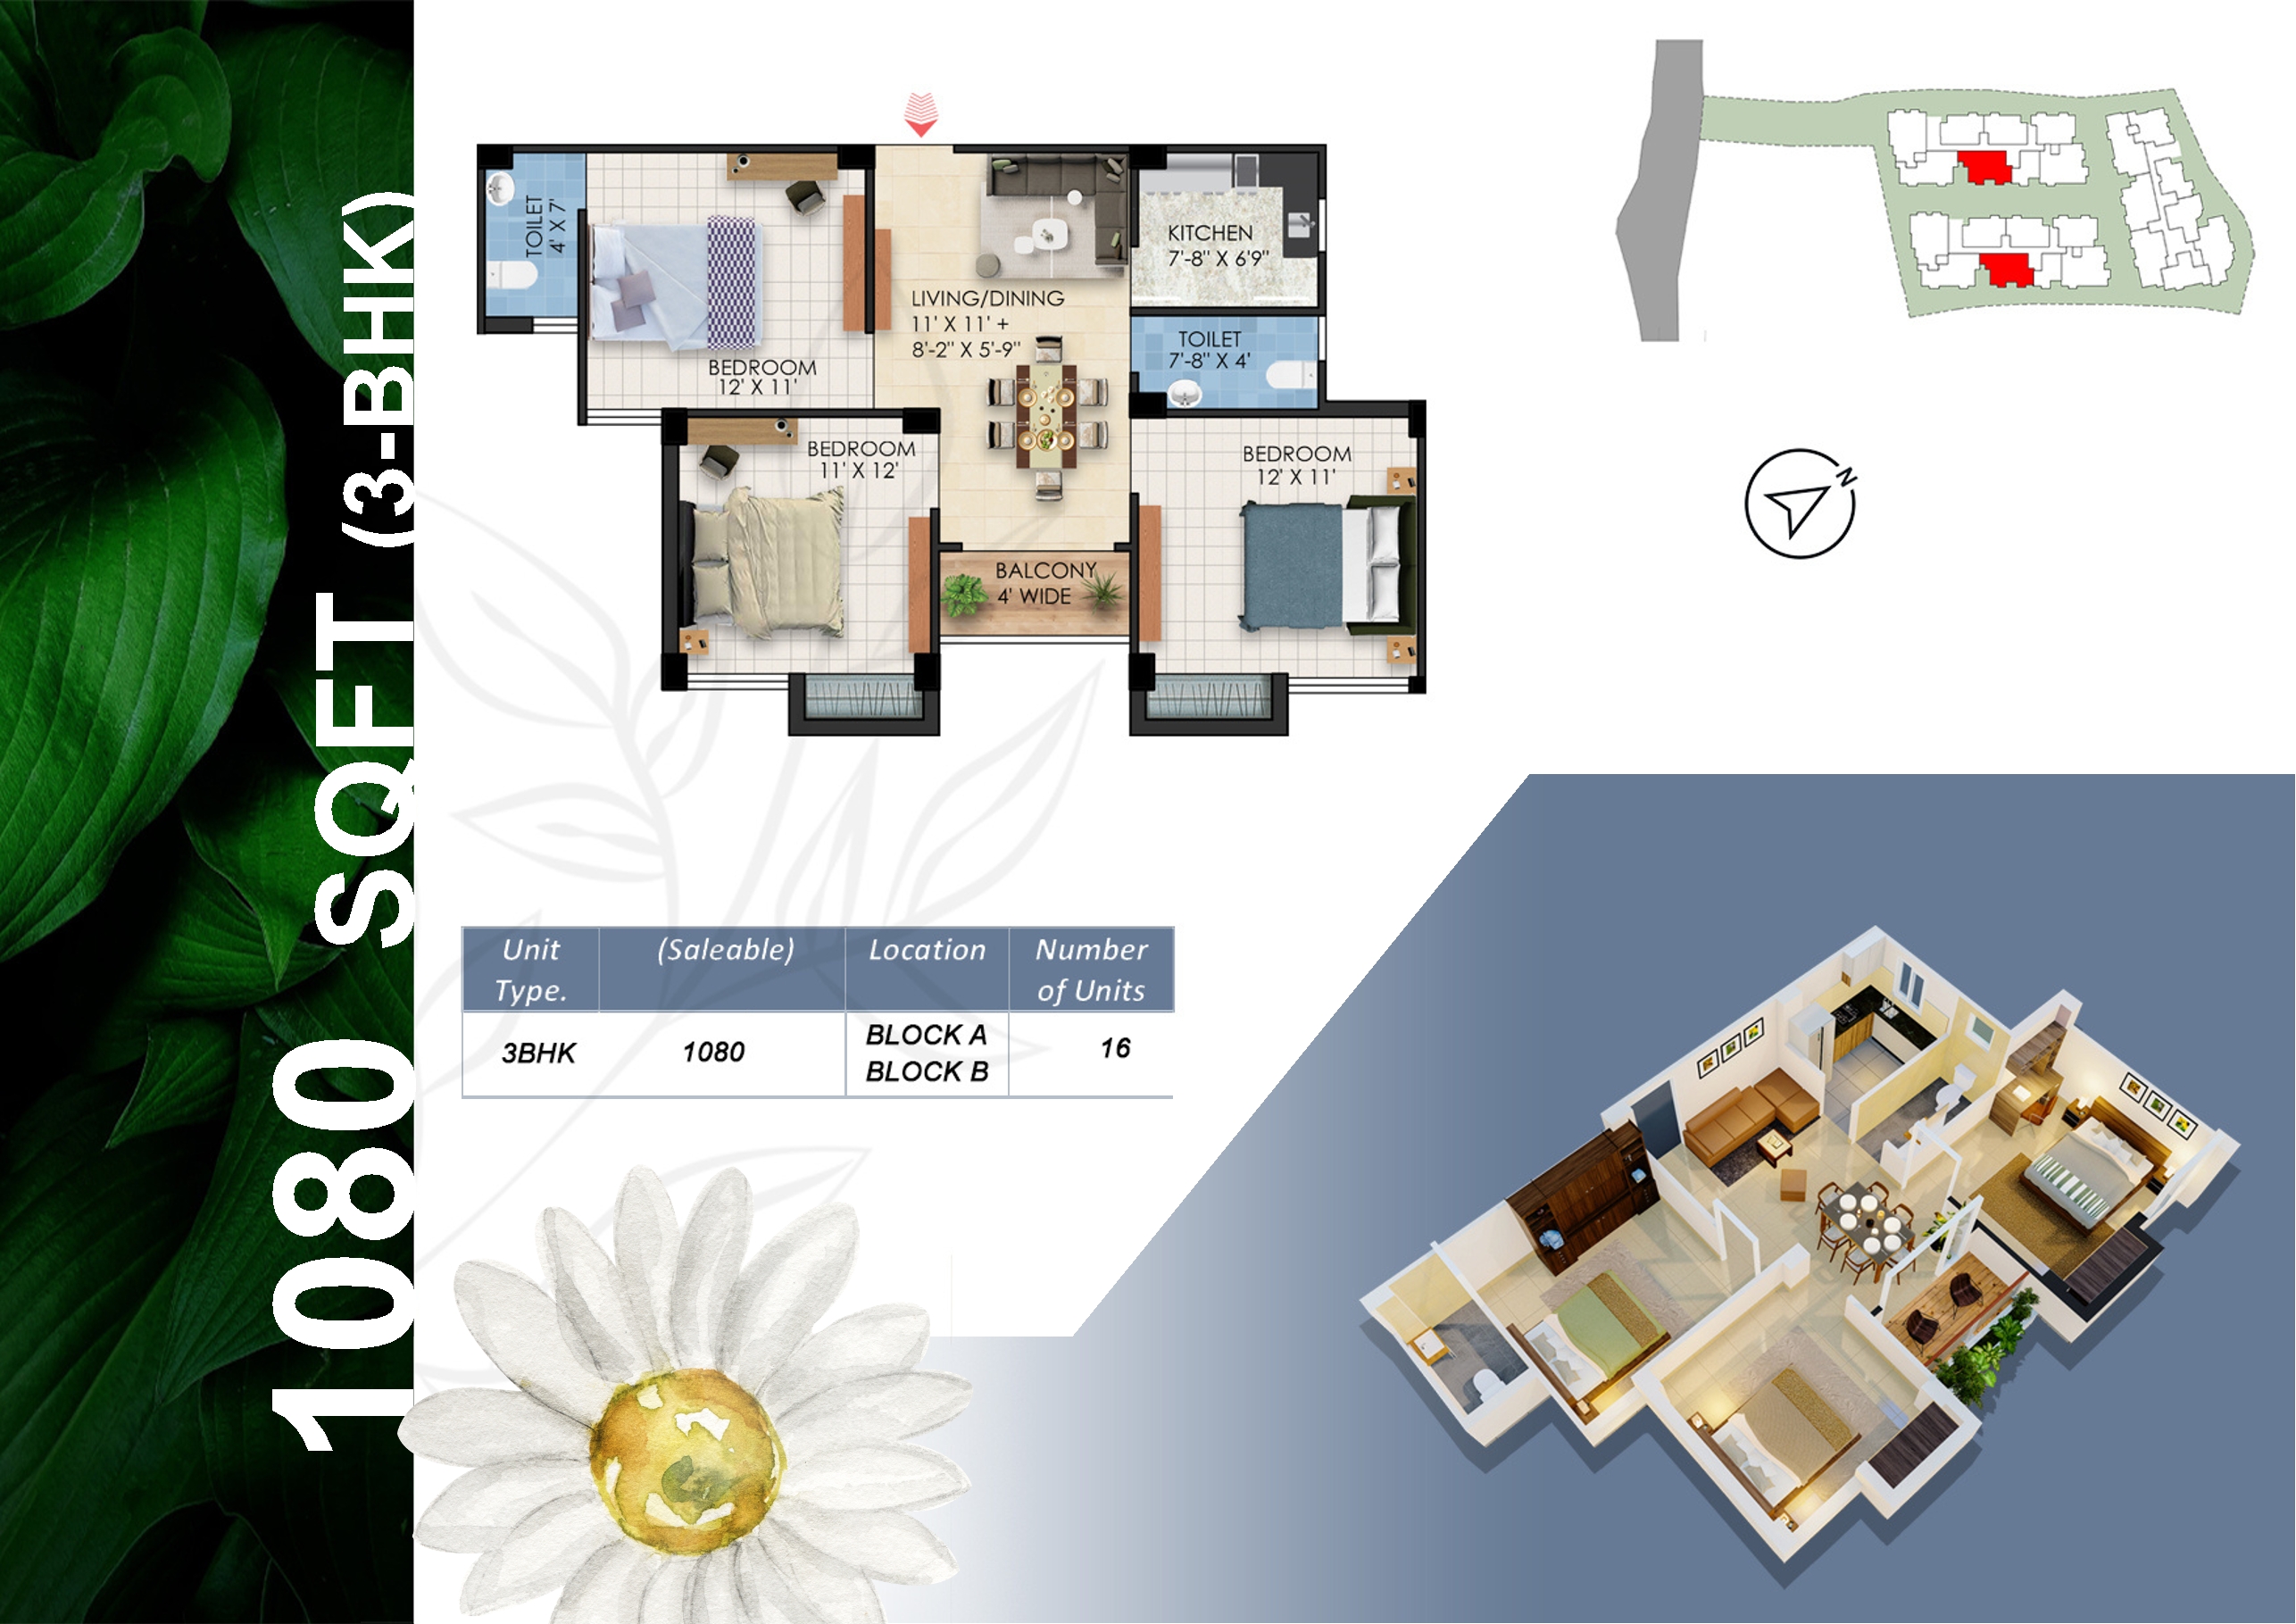 1080 SQFT (3-BHK)
TOILET
4' X 7'
BEDROOM
12' X 11'
LIVING/DINING
11' X 11' +
8'-2" X 5'-9"
KITCHEN
7'-8" X 6'9"
TOILET
7'-8" X 4'
BEDROOM
11' X 12'
BEDROOM
12' X 11'
BALCONY
4' WIDE
N
Unit Type. (Saleable) Location Number of Units
3BHK 1080 BLOCK A BLOCK B 16